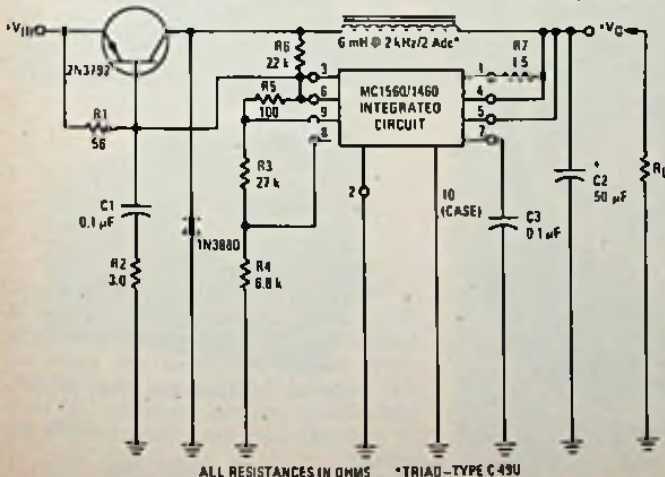 +VIN
2N3792
R1
56
C1
0.1 µF
R2
3.0
1N3880
R6
22 k
R5
100
R3
27 k
R4
6.8 k
6 mH @ 2 kHz/2 Adc*
3
6
9
8
MC1560/1460
INTEGRATED
CIRCUIT
1
4
5
7
R7
1.5
2
10
(CASE)
C3
0.1 µF
+
C2
50 µF
RL
ALL RESISTANCES IN OHMS *TRIAD-TYPE C-49U